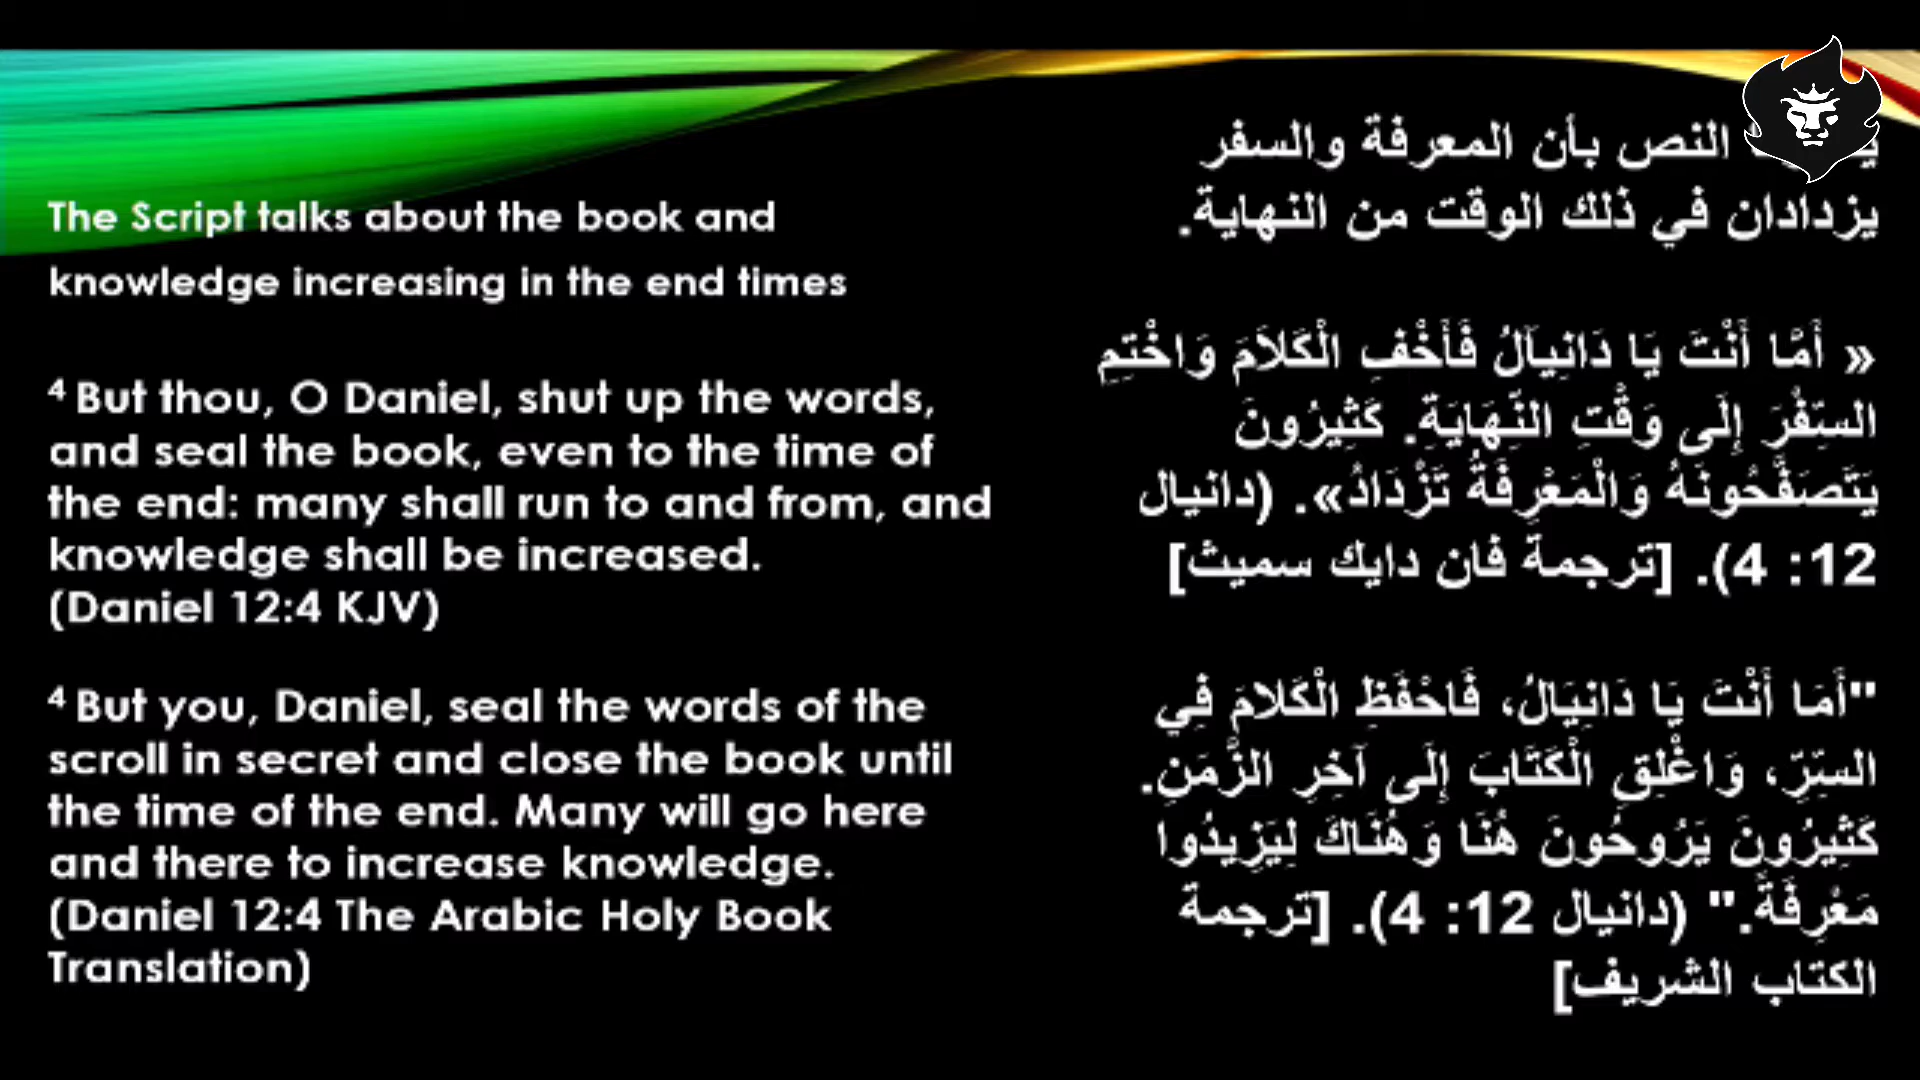 The Script talks about the book and
knowledge increasing in the end times
4 But thou, O Daniel, shut up the words,
and seal the book, even to the time of
the end: many shall run to and from, and
knowledge shall be increased.
(Daniel 12:4 KJV)
4 But you, Daniel, seal the words of the
scroll in secret and close the book until
the time of the end. Many will go here
and there to increase knowledge.
(Daniel 12:4 The Arabic Holy Book
Translation)
النص بأن المعرفة والسفر
يزدادان في ذلك الوقت من النهاية.
« أَمَّا أَنْتَ يَا دَانِيآلُ فَأَخْفِ الْكَلاَمَ وَاخْتِمِ
السِّفْرَ إِلَى وَقْتِ النِّهَايَةِ. كَثِيرُونَ
يَتَصَفَّحُونَهُ وَالْمَعْرِفَةُ تَزْدَادُ». (دانيال
12: 4). [ترجمة فان دايك سميث]
"أَمَا أَنْتَ يَا دَانِيَالُ، فَاحْفَظِ الْكَلامَ فِي
السِّرِّ، وَاغْلِقِ الْكَتَابَ إِلَى آخِرِ الزَّمَنِ.
كَثِيرُونَ يَرُوحُونَ هُنَا وَهُنَاكَ لِيَزِيدُوا
مَعْرِفَةً." (دانيال 12: 4). [ترجمة
الكتاب الشريف]